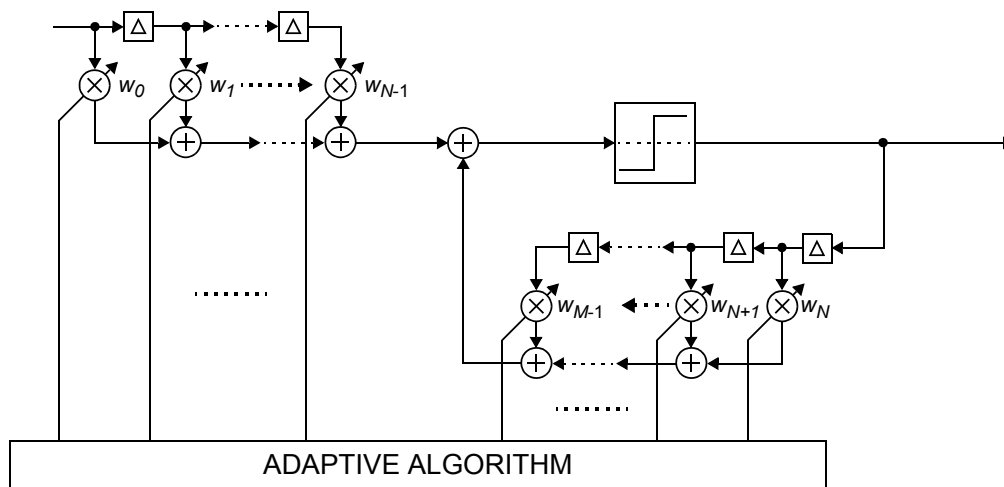 Δ
Δ
w0
w1
wN-1
Δ
Δ
Δ
wM-1
wN+1
wN
ADAPTIVE ALGORITHM